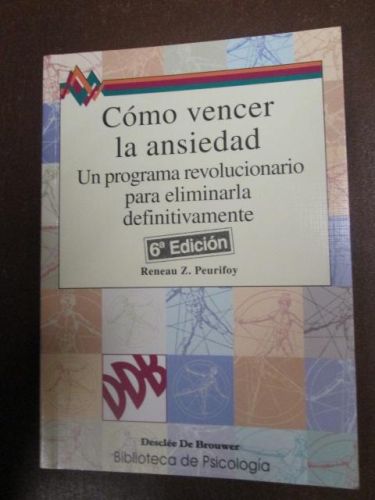 Cómo vencer
la ansiedad
Un programa revolucionario
para eliminarla
definitivamente
6ª Edición
Reneau Z. Peurifoy
DDB
Desclée De Brouwer
Biblioteca de Psicología